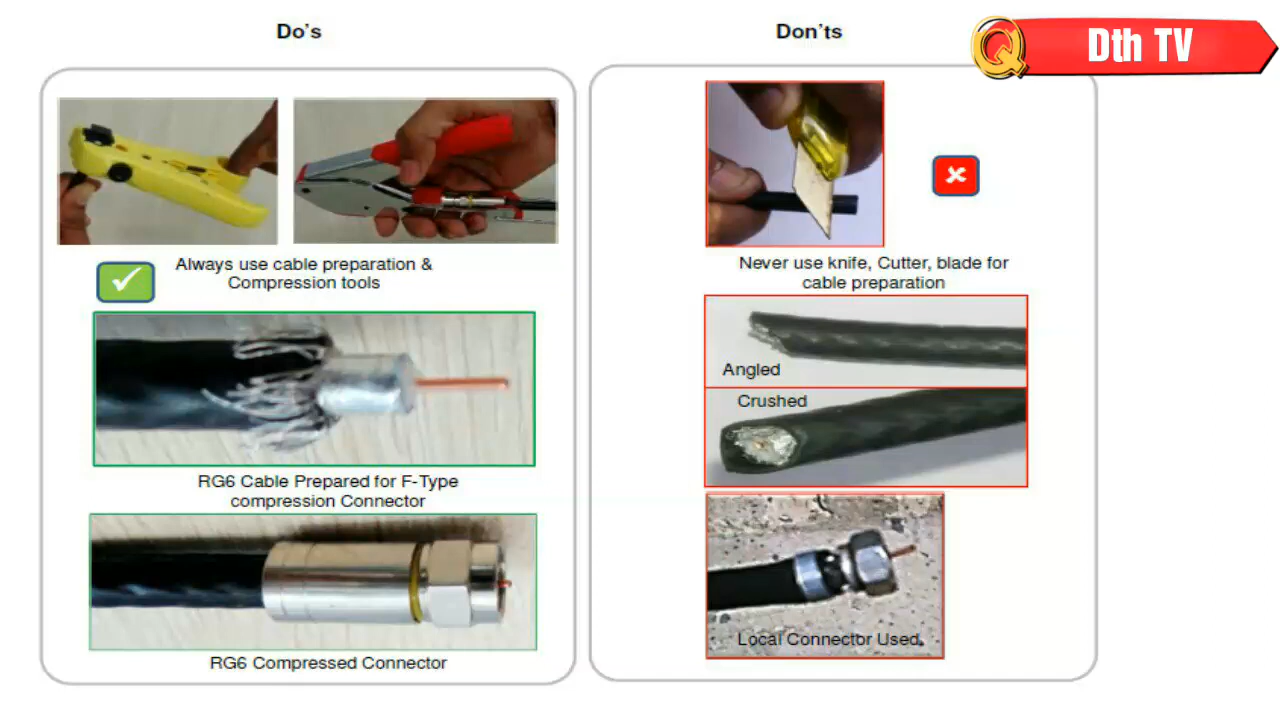 Do's
Don'ts
Q Dth TV
Always use cable preparation &
Compression tools
Never use knife, Cutter, blade for
cable preparation
Angled
Crushed
RG6 Cable Prepared for F-Type
compression Connector
Local Connector Used.
RG6 Compressed Connector